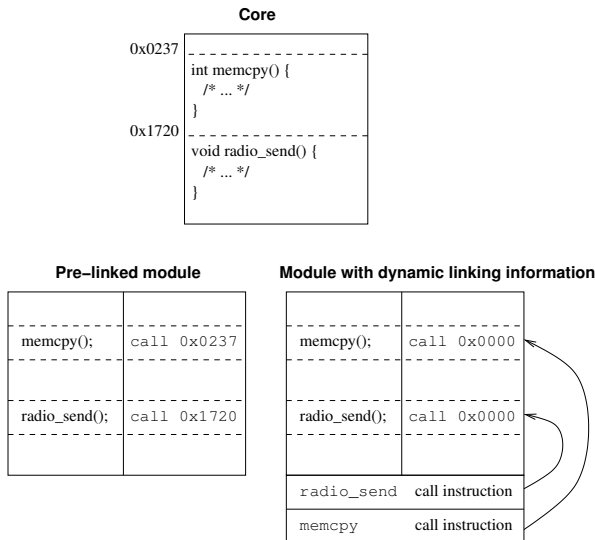 Core
0x0237
int memcpy() {
/* ... */
}
0x1720
void radio_send() {
/* ... */
}
Pre–linked module
memcpy(); call 0x0237
radio_send(); call 0x1720
Module with dynamic linking information
memcpy(); call 0x0000
radio_send(); call 0x0000
radio_send call instruction
memcpy call instruction